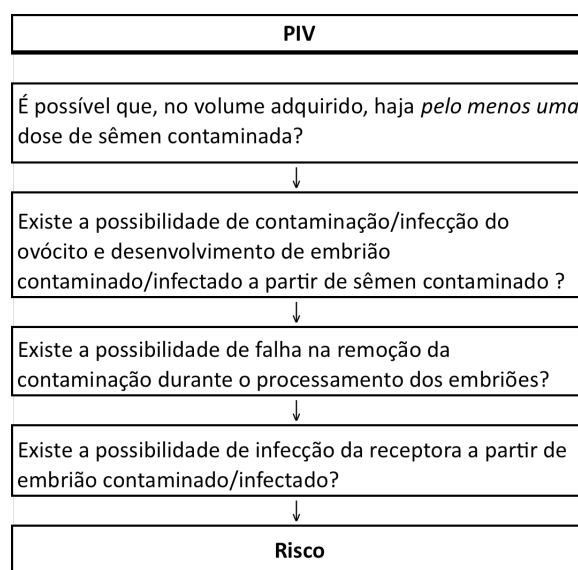 PIV
É possível que, no volume adquirido, haja pelo menos uma
dose de sêmen contaminada?
Existe a possibilidade de contaminação/infecção do
ovócito e desenvolvimento de embrião
contaminado/infectado a partir de sêmen contaminado ?
Existe a possibilidade de falha na remoção da
contaminação durante o processamento dos embriões?
Existe a possibilidade de infecção da receptora a partir de
embrião contaminado/infectado?
Risco